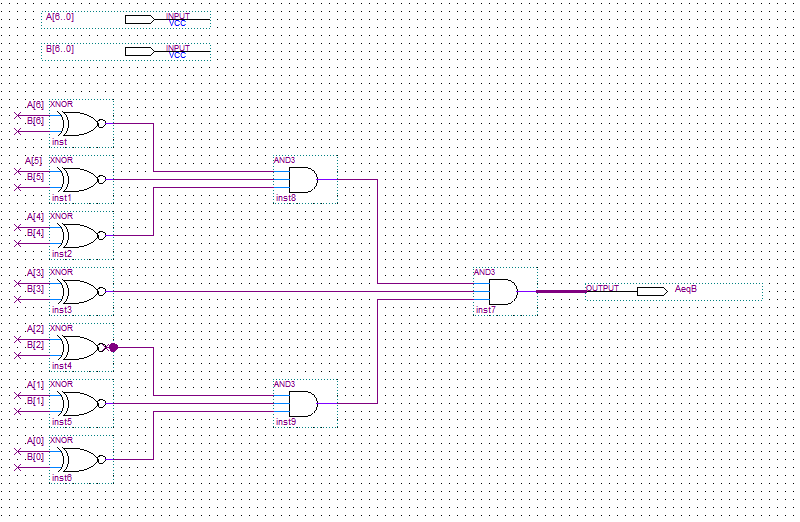 A[6..0] INPUT
VCC
B[6..0] INPUT
VCC
A[6] XNOR
B[6]
inst
A[5] XNOR
B[5]
inst1
AND3
inst8
A[4] XNOR
B[4]
inst2
A[3] XNOR
B[3]
inst3
AND3
inst7
OUTPUT AeqB
A[2] XNOR
B[2]
inst4
A[1] XNOR
B[1]
inst5
AND3
inst9
A[0] XNOR
B[0]
inst6